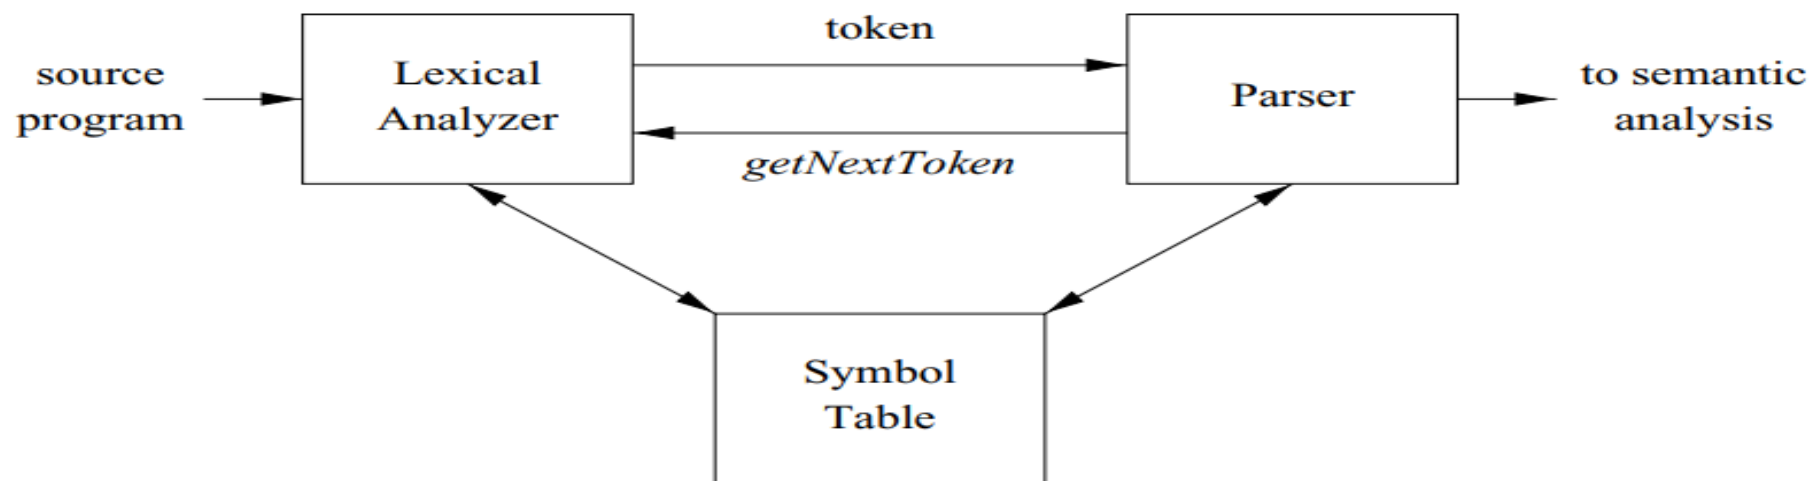 token
source
program
Lexical
Analyzer
Parser
to semantic
analysis
getNextToken
Symbol
Table